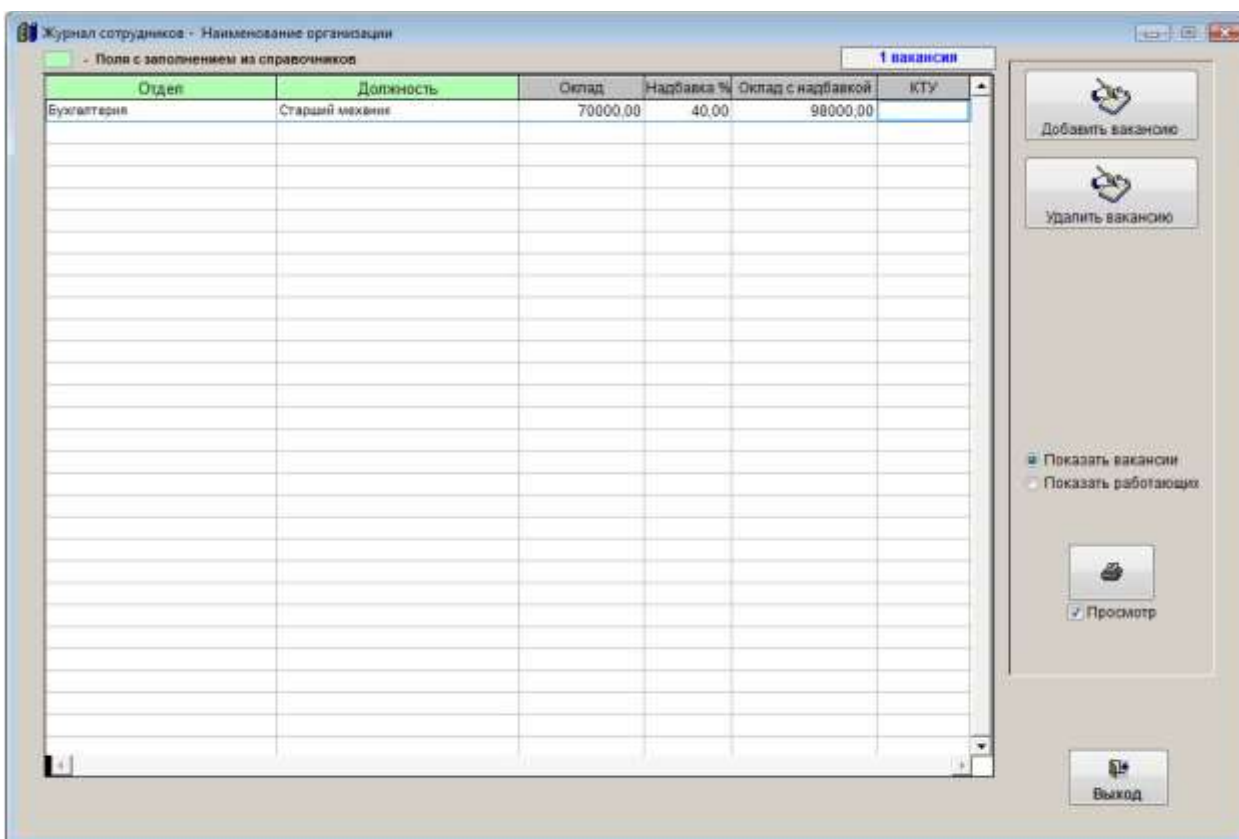 Журнал сотрудников - Наименование организации
- Поля с заполнением из справочников
1 вакансия
Отдел Должность Оклад Надбавка % Оклад с надбавкой КТУ
Бухгалтерия Старший механик 70000,00 40,00 98000,00
Добавить вакансию
Удалить вакансию
Показать вакансии
Показать работающих
Просмотр
Выход